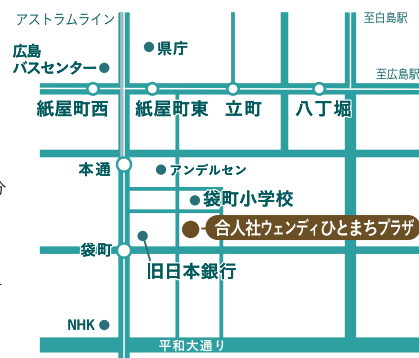 アストラムライン
至白島駅
広島
バスセンター
県庁
至広島駅
紙屋町西
紙屋町東
立町
八丁堀
本通
アンデルセン
分
袋町小学校
合人社ウェンディひとまちプラザ
袋町
旧日本銀行
NHK
平和大通り